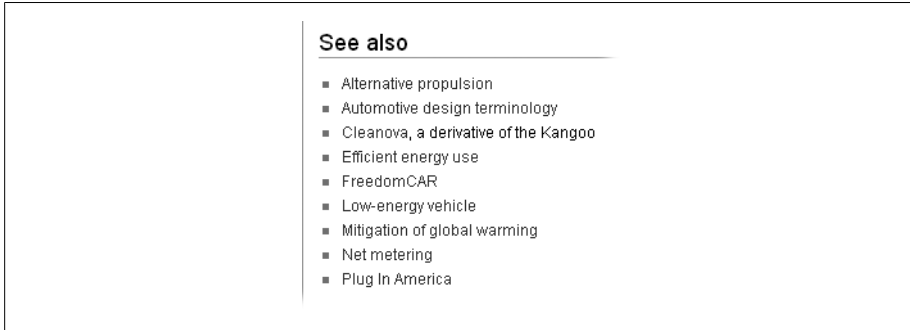 See also
Alternative propulsion
Automotive design terminology
Cleanova, a derivative of the Kangoo
Efficient energy use
FreedomCAR
Low-energy vehicle
Mitigation of global warming
Net metering
Plug In America